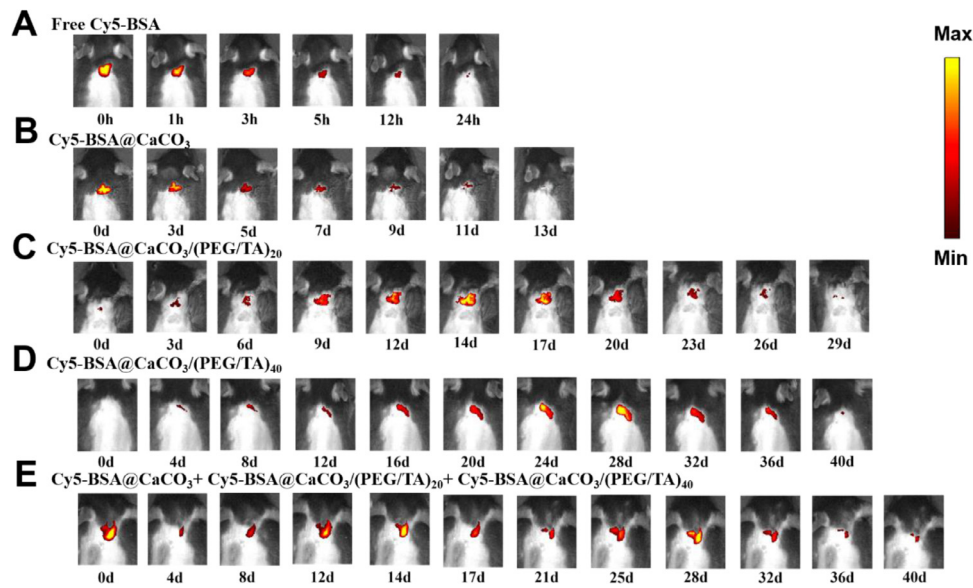 A Free Cy5-BSA
Max
0h 1h 3h 5h 12h 24h
B Cy5-BSA@CaCO₃
0d 3d 5d 7d 9d 11d 13d
C Cy5-BSA@CaCO₃/(PEG/TA)₂₀
Min
0d 3d 6d 9d 12d 14d 17d 20d 23d 26d 29d
D Cy5-BSA@CaCO₃/(PEG/TA)₄₀
0d 4d 8d 12d 16d 20d 24d 28d 32d 36d 40d
E Cy5-BSA@CaCO₃+ Cy5-BSA@CaCO₃/(PEG/TA)₂₀+ Cy5-BSA@CaCO₃/(PEG/TA)₄₀
0d 4d 8d 12d 14d 17d 21d 25d 28d 32d 36d 40d